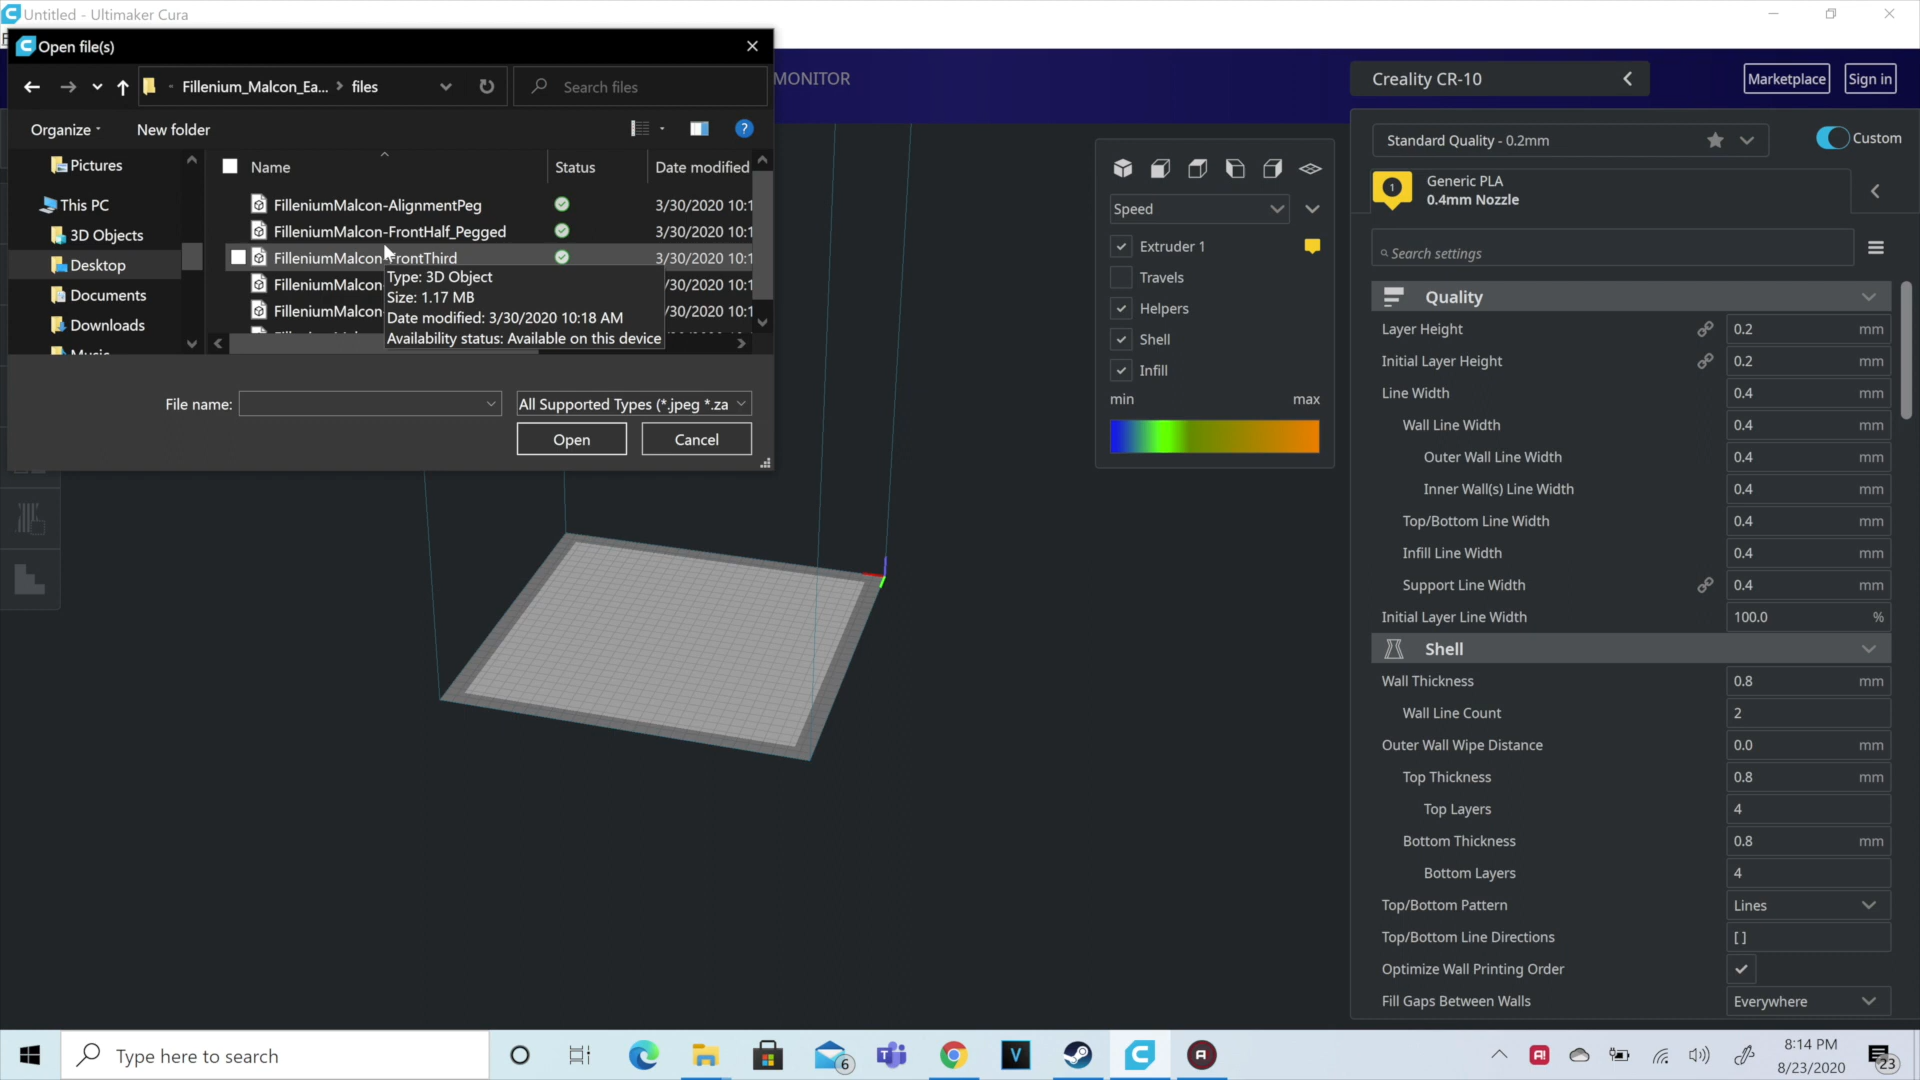 Untitled - Ultimaker Cura
Open file(s)
Fillenium_Malcon_Ea... > files
Search files
Organize
New folder
Pictures
This PC
3D Objects
Desktop
Documents
Downloads
Name
Status
Date modified
FilleniumMalcon-AlignmentPeg
3/30/2020 10:1
FilleniumMalcon-FrontHalf_Pegged
3/30/2020 10:1
FilleniumMalcon-FrontThird
3/30/2020 10:1
FilleniumMalcon
/30/2020 10:1
FilleniumMalcon
/30/2020 10:1
Type: 3D Object
Size: 1.17 MB
Date modified: 3/30/2020 10:18 AM
Availability status: Available on this device
File name:
All Supported Types (*.jpeg *.za
Open
Cancel
MONITOR
Creality CR-10
Marketplace
Sign in
Speed
Extruder 1
Travels
Helpers
Shell
Infill
min
max
Standard Quality - 0.2mm
Custom
1
Generic PLA
0.4mm Nozzle
Search settings
Quality
Layer Height
0.2 mm
Initial Layer Height
0.2 mm
Line Width
0.4 mm
Wall Line Width
0.4 mm
Outer Wall Line Width
0.4 mm
Inner Wall(s) Line Width
0.4 mm
Top/Bottom Line Width
0.4 mm
Infill Line Width
0.4 mm
Support Line Width
0.4 mm
Initial Layer Line Width
100.0 %
Shell
Wall Thickness
0.8 mm
Wall Line Count
2
Outer Wall Wipe Distance
0.0 mm
Top Thickness
0.8 mm
Top Layers
4
Bottom Thickness
0.8 mm
Bottom Layers
4
Top/Bottom Pattern
Lines
Top/Bottom Line Directions
[ ]
Optimize Wall Printing Order
Fill Gaps Between Walls
Everywhere
Type here to search
6
8:14 PM
8/23/2020
23